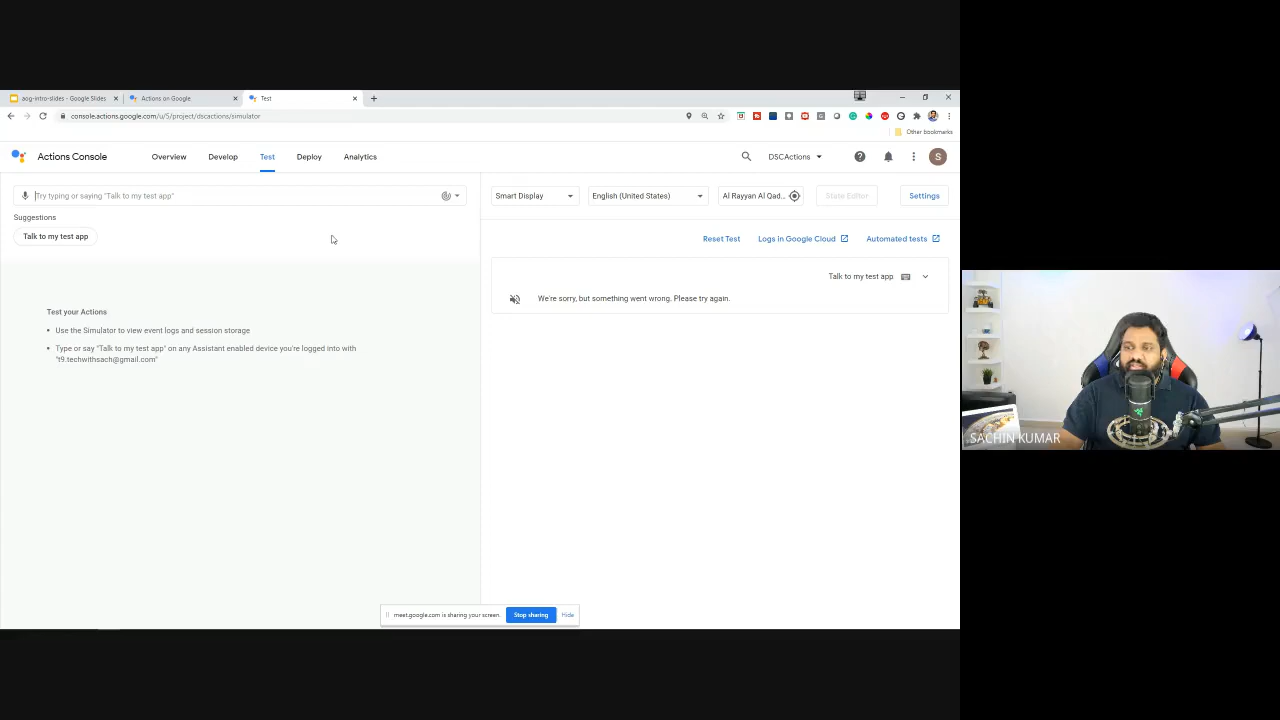 aog-intro-slides - Google Slides
Actions on Google
Test
console.actions.google.com/u/5/project/dscactions/simulator
Other bookmarks
Actions Console
Overview
Develop
Test
Deploy
Analytics
DSCActions
S
Try typing or saying "Talk to my test app"
Suggestions
Talk to my test app
Smart Display
English (United States)
Al Rayyan Al Qad...
State Editor
Settings
Reset Test
Logs in Google Cloud
Automated tests
Talk to my test app
We're sorry, but something went wrong. Please try again.
Test your Actions
Use the Simulator to view event logs and session storage
Type or say "Talk to my test app" on any Assistant enabled device you're logged into with
"t9.techwithsach@gmail.com"
meet.google.com is sharing your screen.
Stop sharing
Hide
SACHIN KUMAR